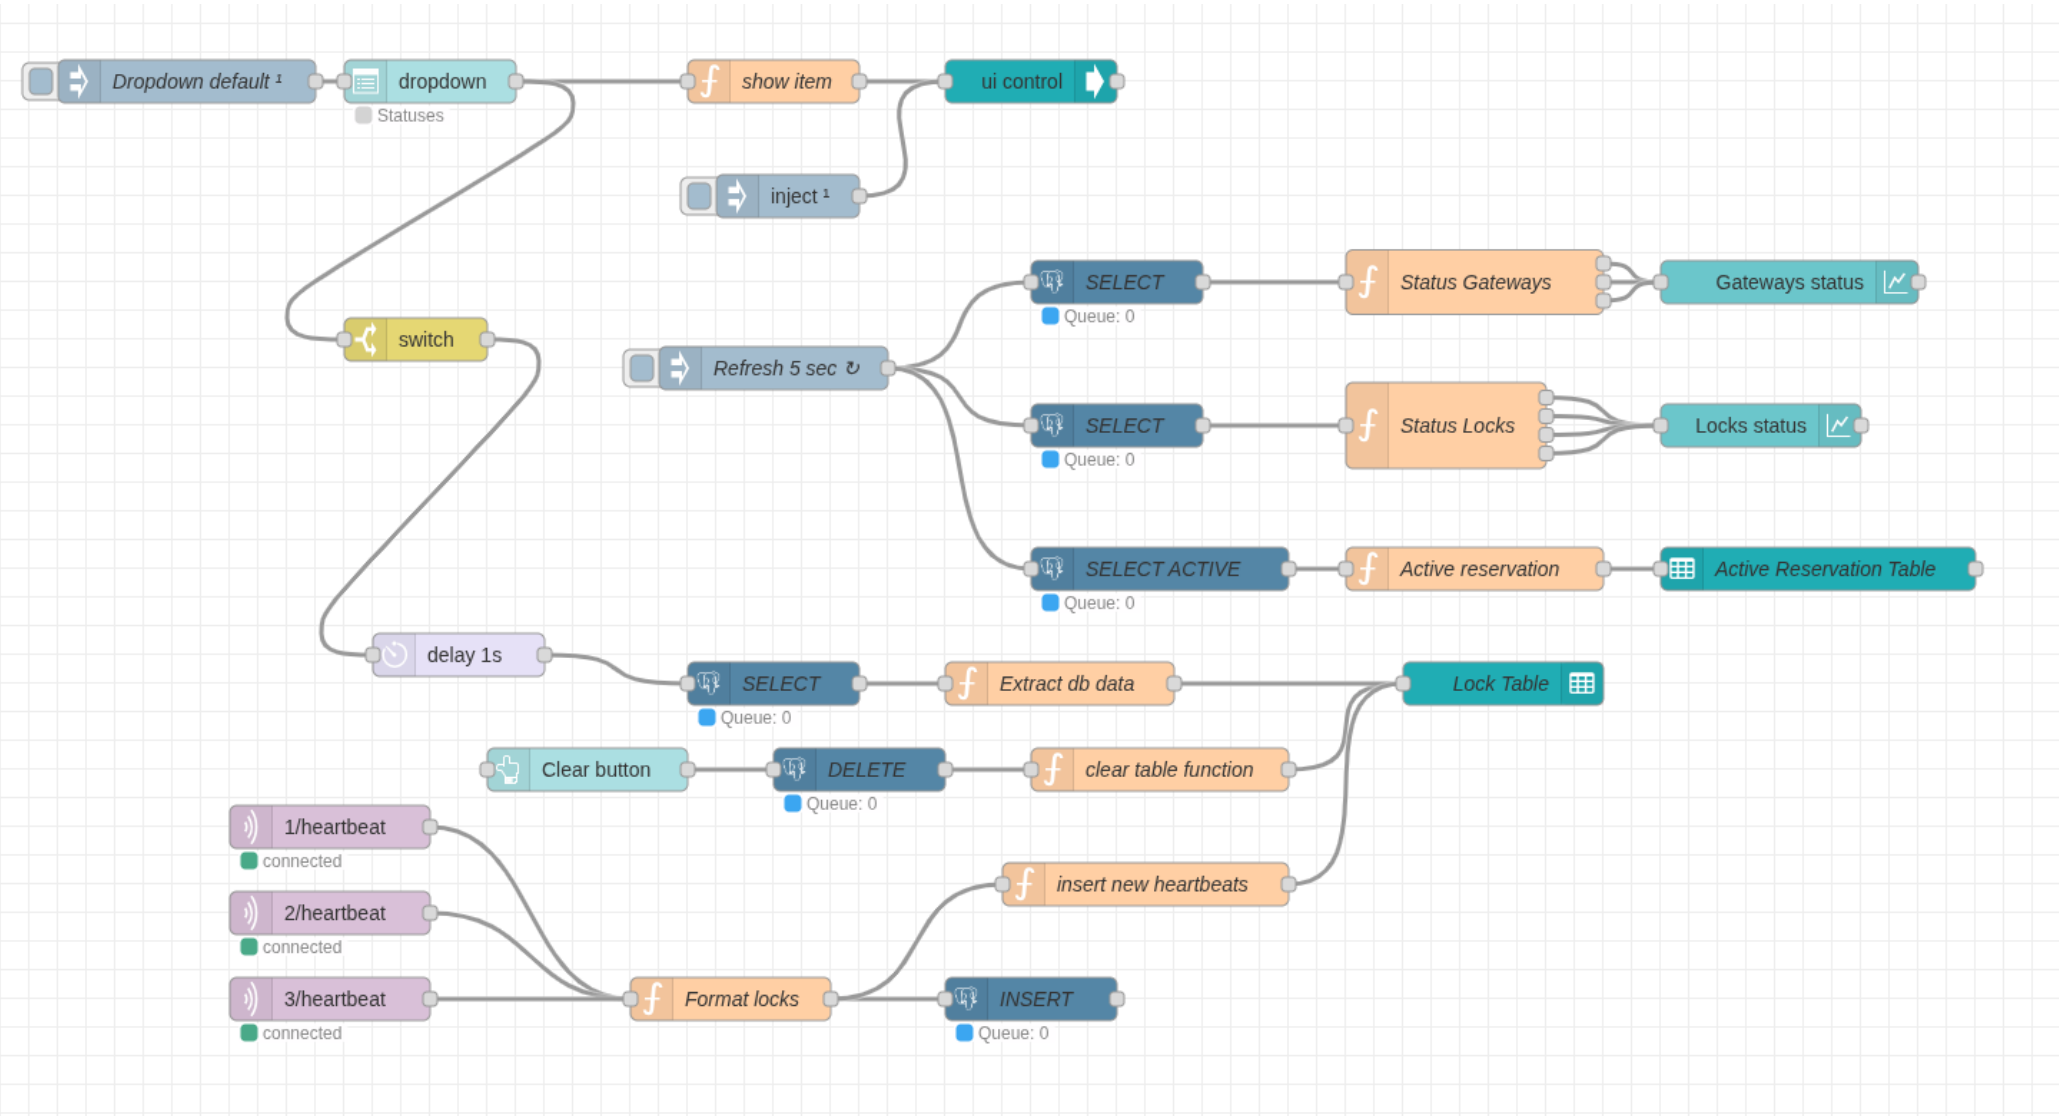 Dropdown default ¹
dropdown
Statuses
show item
ui control
inject ¹
SELECT
Queue: 0
Status Gateways
Gateways status
switch
Refresh 5 sec ↻
SELECT
Queue: 0
Status Locks
Locks status
SELECT ACTIVE
Queue: 0
Active reservation
Active Reservation Table
delay 1s
SELECT
Queue: 0
Extract db data
Lock Table
Clear button
DELETE
Queue: 0
clear table function
1/heartbeat
connected
insert new heartbeats
2/heartbeat
connected
3/heartbeat
connected
Format locks
INSERT
Queue: 0